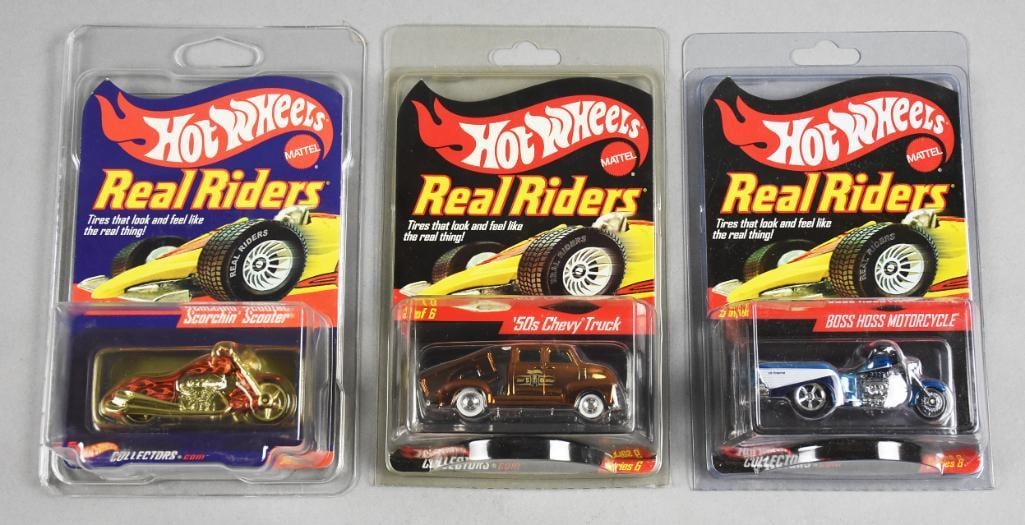 HOT WHEELS
MATTEL
Real Riders
Tires that look and feel like
the real thing!
REAL RIDERS
Scorchin' Scooter
COLLECTORS.com
HOT WHEELS
MATTEL
Real Riders
Tires that look and feel like
the real thing!
REAL RIDERS
of 6
'50s Chevy Truck
COLLECTORS.com
Series 6
HOT WHEELS
MATTEL
Real Riders
Tires that look and feel like
the real thing!
REAL RIDERS
BOSS HOSS MOTORCYCLE
COLLECTORS.com